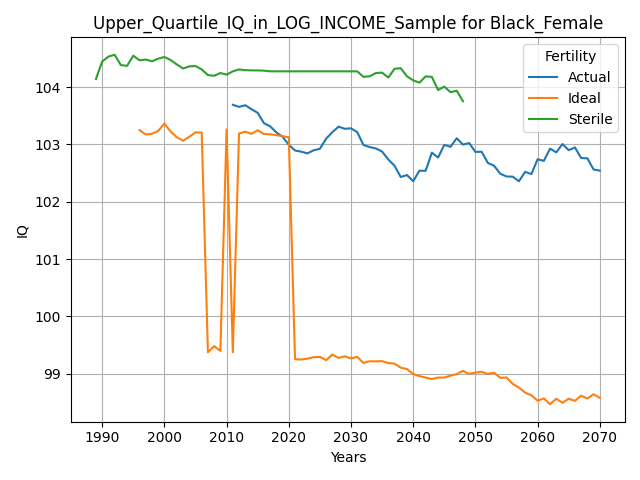 Upper_Quartile_IQ_in_LOG_INCOME_Sample for Black_Female
Fertility
Actual
Ideal
Sterile
IQ
104
103
102
101
100
99
1990 2000 2010 2020 2030 2040 2050 2060 2070
Years